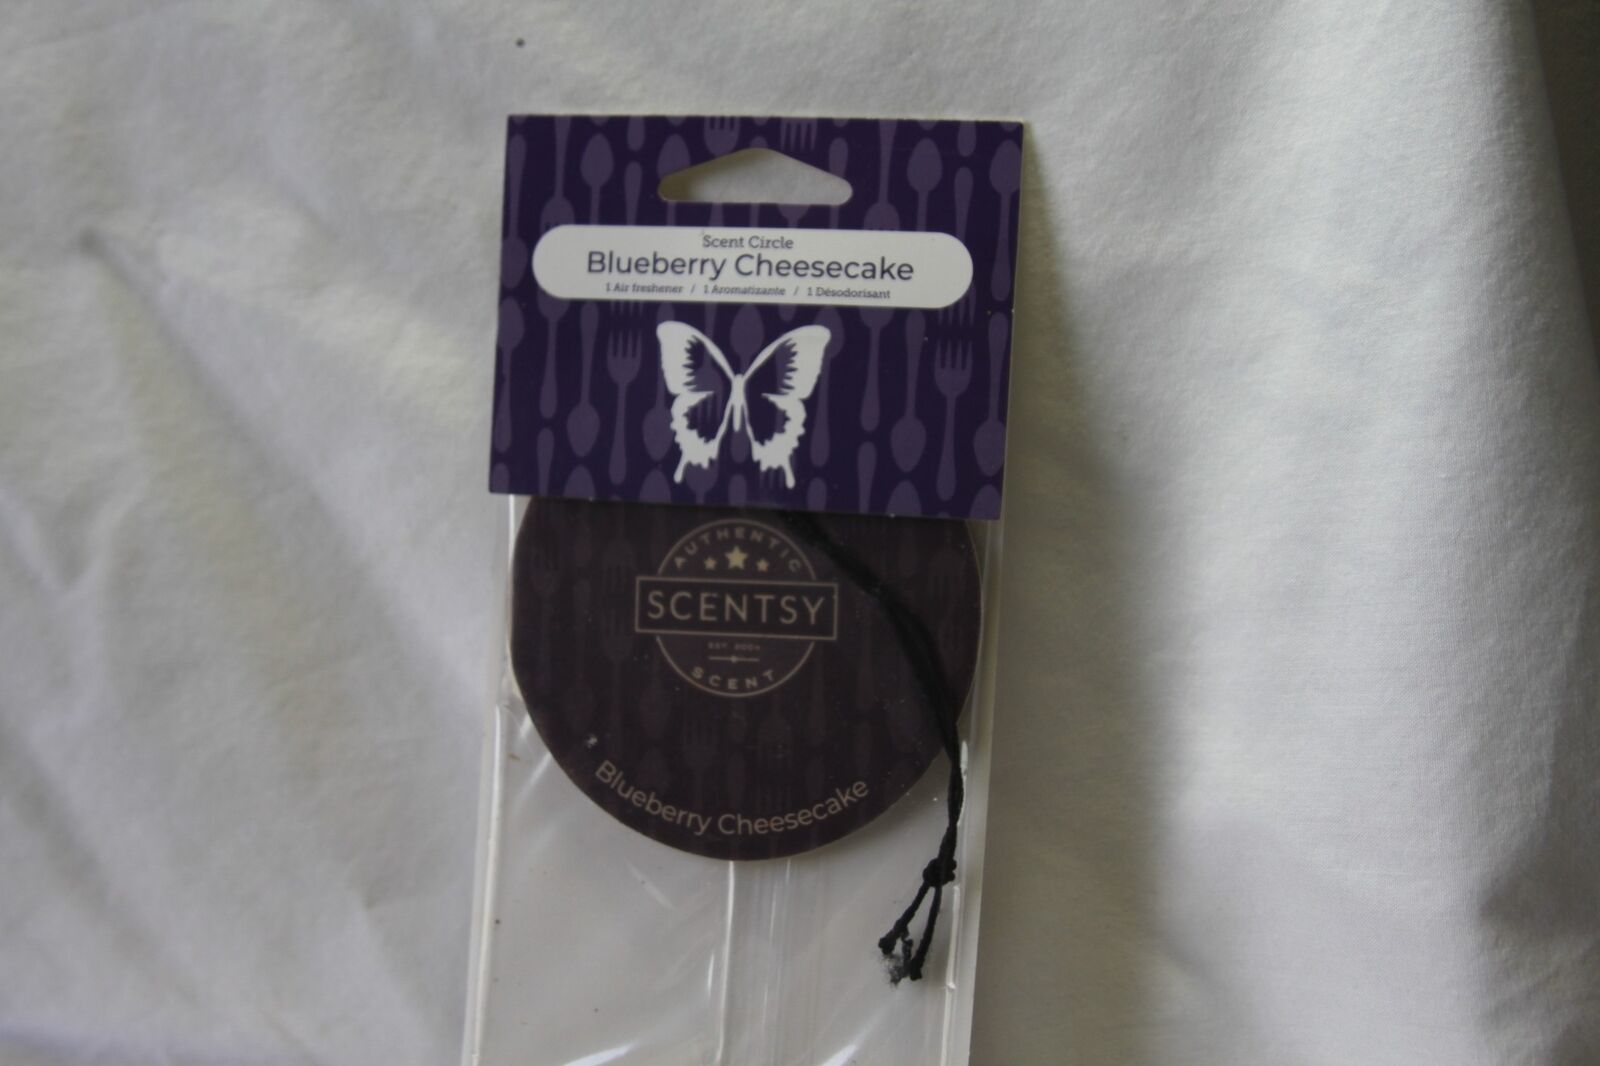 Scent Circle
Blueberry Cheesecake
1 Air freshener / 1 Aromatizante / 1 Désodorisant
AUTHENTIC
SCENTSY
EST. 2004
SCENT
Blueberry Cheesecake